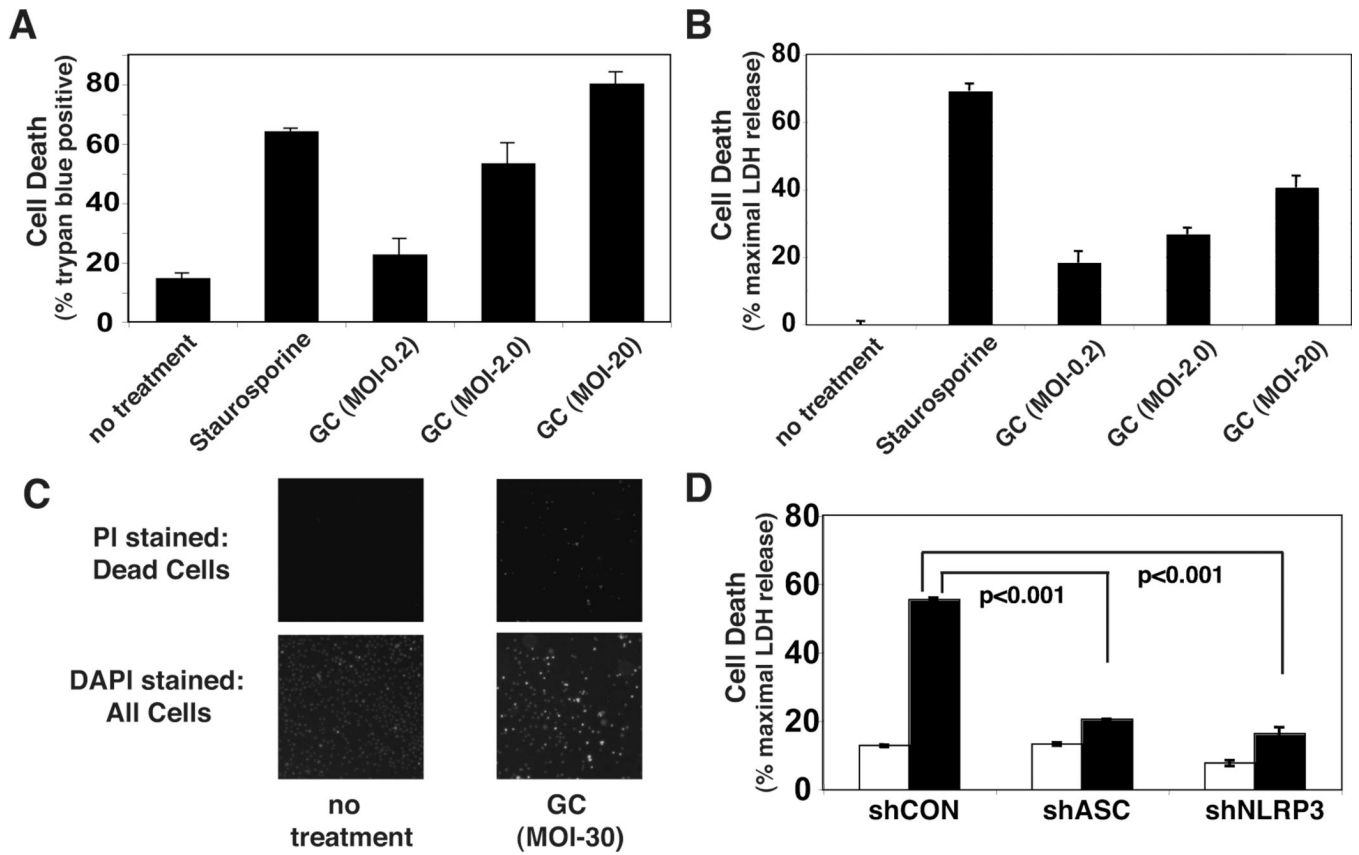 A
Cell Death
(% trypan blue positive)
80
60
40
20
0
no treatment
Staurosporine
GC (MOI-0.2)
GC (MOI-2.0)
GC (MOI-20)
B
Cell Death
(% maximal LDH release)
80
60
40
20
0
no treatment
Staurosporine
GC (MOI-0.2)
GC (MOI-2.0)
GC (MOI-20)
C
PI stained:
Dead Cells
DAPI stained:
All Cells
no
treatment
GC
(MOI-30)
D
Cell Death
(% maximal LDH release)
80
60
40
20
0
p<0.001
p<0.001
shCON
shASC
shNLRP3